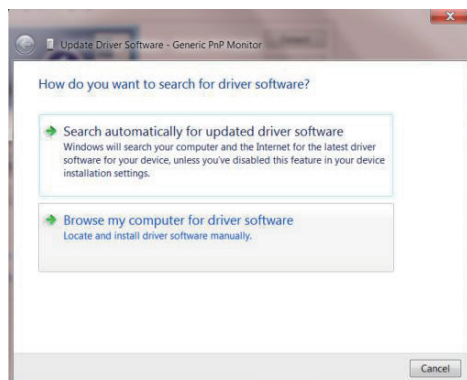 Update Driver Software - Generic PnP Monitor
How do you want to search for driver software?
Search automatically for updated driver software
Windows will search your computer and the Internet for the latest driver
software for your device, unless you've disabled this feature in your device
installation settings.
Browse my computer for driver software
Locate and install driver software manually.
Cancel